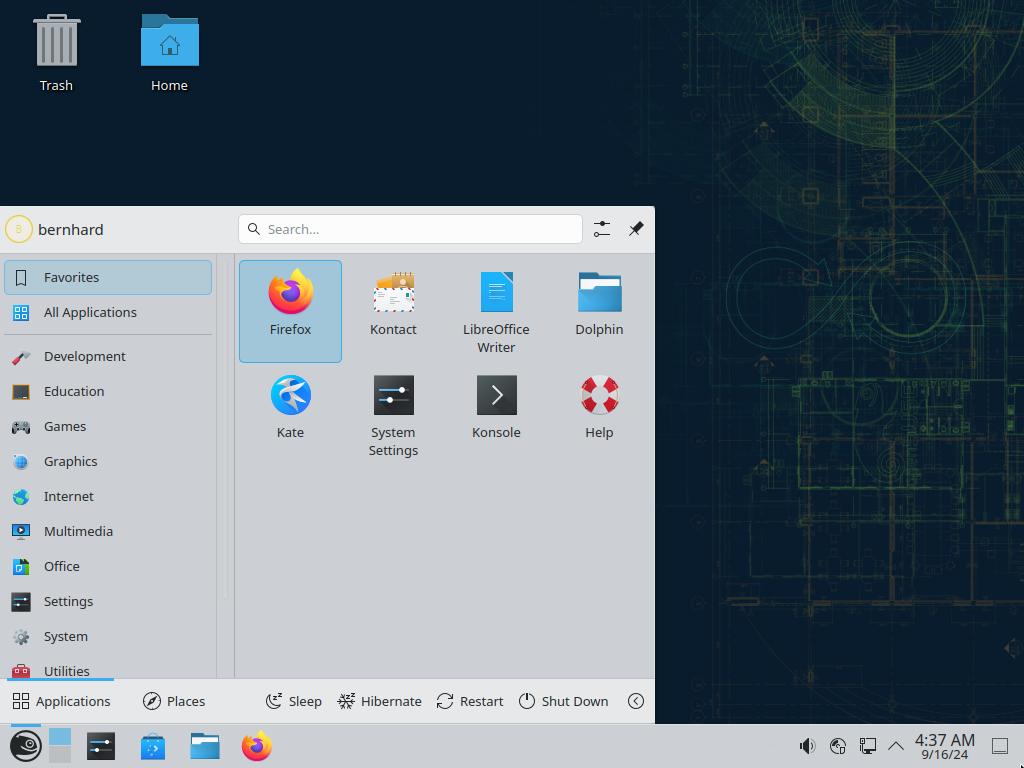 Trash
Home
B
bernhard
Search...
Favorites
All Applications
Development
Education
Games
Graphics
Internet
Multimedia
Office
Settings
System
Utilities
Firefox
Kontact
LibreOffice
Writer
Dolphin
Kate
System
Settings
Konsole
Help
Applications
Places
Sleep
Hibernate
Restart
Shut Down
4:37 AM
9/16/24